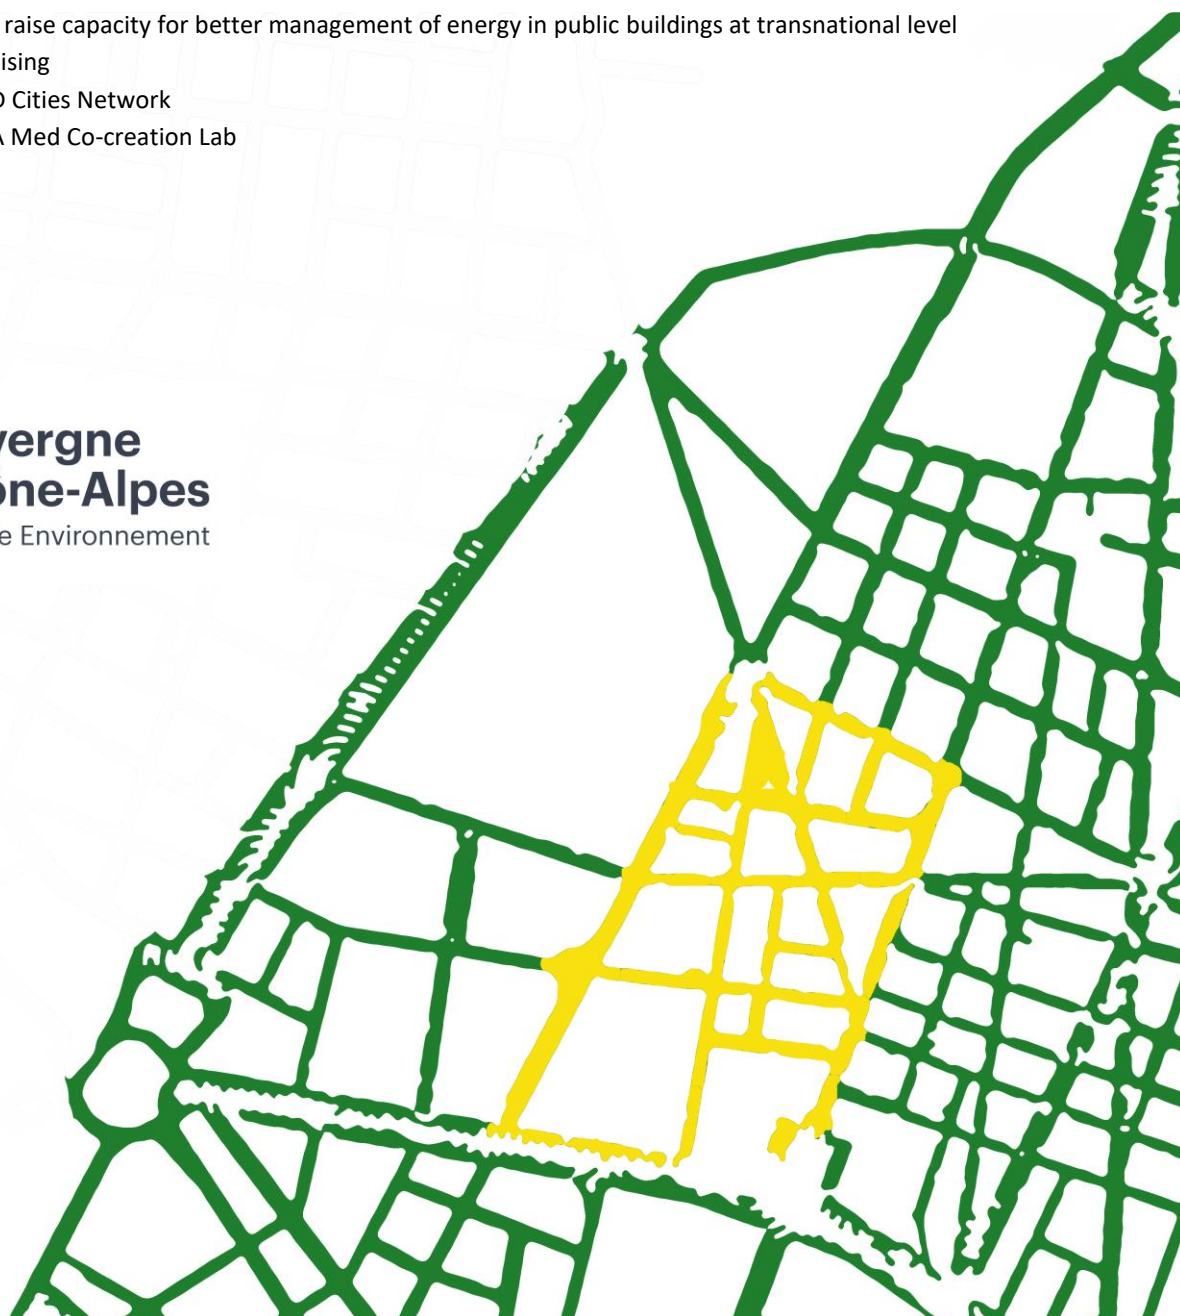 raise capacity for better management of energy in public buildings at transnational level
ising
Cities Network
Med Co-creation Lab
vergne
ône-Alpes
e Environnement